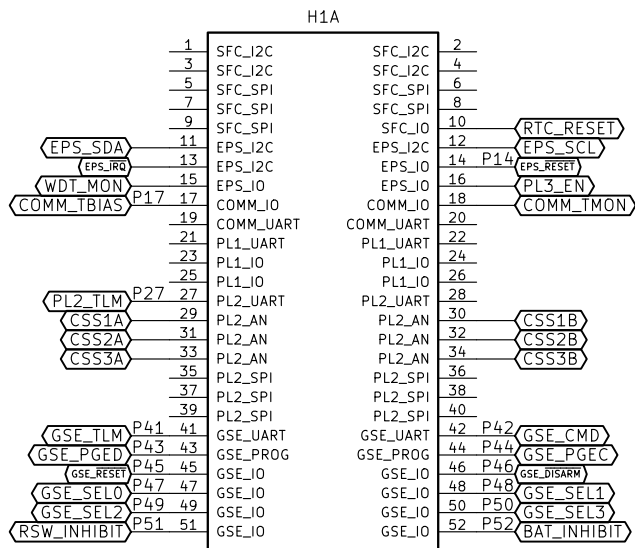 H1A
1 SFC_I2C SFC_I2C 2
3 SFC_I2C SFC_I2C 4
5 SFC_SPI SFC_SPI 6
7 SFC_SPI SFC_SPI 8
9 SFC_SPI SFC_IO 10 RTC_RESET
EPS_SDA 11 EPS_I2C EPS_I2C 12 EPS_SCL
EPS_IRQ 13 EPS_I2C EPS_IO 14 P14 EPS_RESET
WDT_MON 15 EPS_IO EPS_IO 16 PL3_EN
COMM_TBIAS P17 17 COMM_IO COMM_IO 18 COMM_TMON
19 COMM_UART COMM_UART 20
21 PL1_UART PL1_UART 22
23 PL1_IO PL1_IO 24
25 PL1_IO PL1_IO 26
PL2_TLM P27 27 PL2_UART PL2_UART 28
CSS1A 29 PL2_AN PL2_AN 30 CSS1B
CSS2A 31 PL2_AN PL2_AN 32 CSS2B
CSS3A 33 PL2_AN PL2_AN 34 CSS3B
35 PL2_SPI PL2_SPI 36
37 PL2_SPI PL2_SPI 38
39 PL2_SPI PL2_SPI 40
GSE_TLM P41 41 GSE_UART GSE_UART 42 P42 GSE_CMD
GSE_PGED P43 43 GSE_PROG GSE_PROG 44 P44 GSE_PGEC
GSE_RESET P45 45 GSE_IO GSE_IO 46 P46 GSE_DISARM
GSE_SEL0 P47 47 GSE_IO GSE_IO 48 P48 GSE_SEL1
GSE_SEL2 P49 49 GSE_IO GSE_IO 50 P50 GSE_SEL3
RSW_INHIBIT P51 51 GSE_IO GSE_IO 52 P52 BAT_INHIBIT